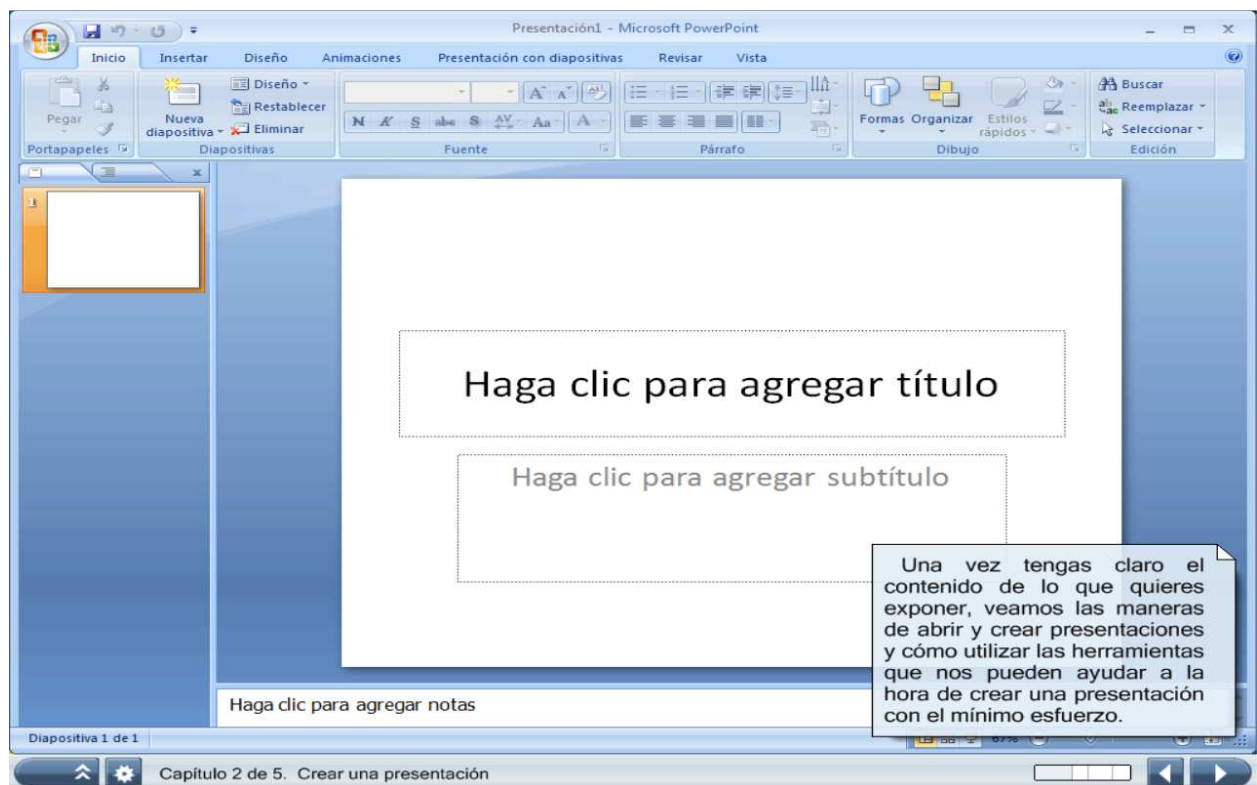 Presentación1 - Microsoft PowerPoint
Inicio Insertar Diseño Animaciones Presentación con diapositivas Revisar Vista
Pegar
Portapapeles
Nueva
diapositiva
Diseño
Restablecer
Eliminar
Diapositivas
N K S abc S AV Aa A
Fuente
Párrafo
Formas Organizar Estilos
rápidos
Dibujo
Buscar
Reemplazar
Seleccionar
Edición
1
Haga clic para agregar título
Haga clic para agregar subtítulo
Una vez tengas claro el
contenido de lo que quieres
exponer, veamos las maneras
de abrir y crear presentaciones
y cómo utilizar las herramientas
que nos pueden ayudar a la
hora de crear una presentación
con el mínimo esfuerzo.
Haga clic para agregar notas
Diapositiva 1 de 1
Capítulo 2 de 5. Crear una presentación